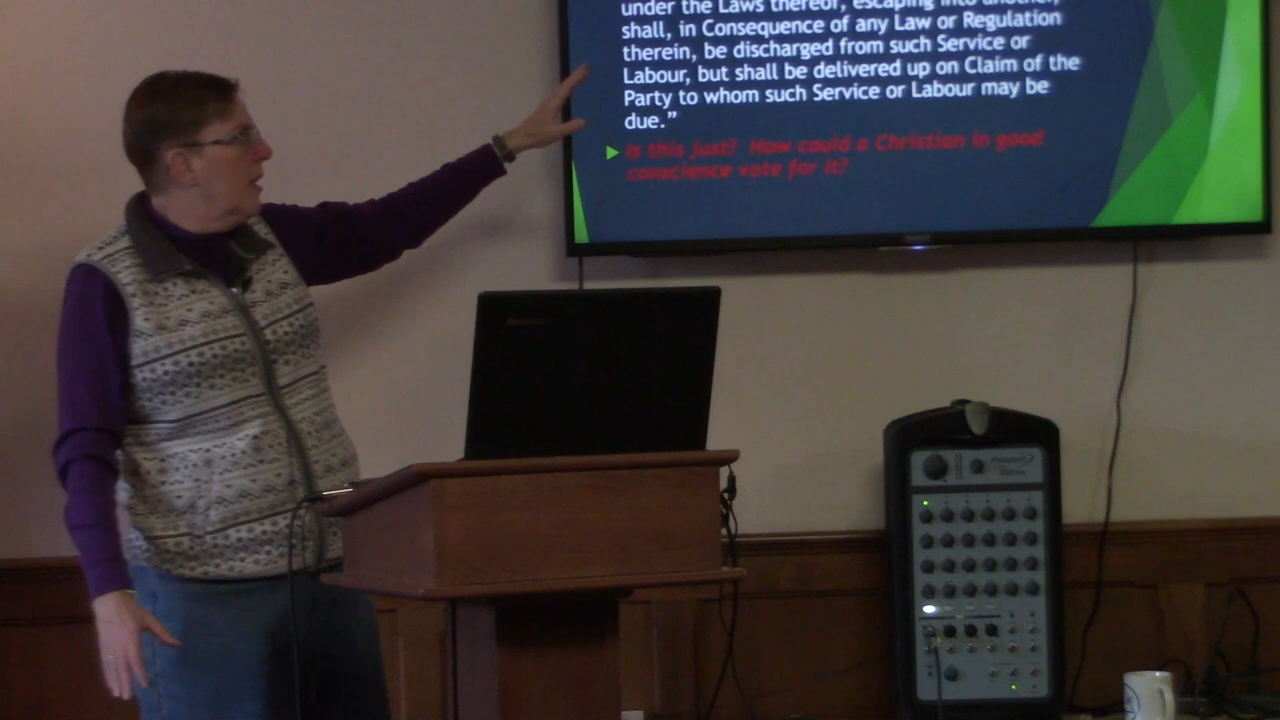 under the Laws thereof, escaping into another,
shall, in Consequence of any Law or Regulation
therein, be discharged from such Service or
Labour, but shall be delivered up on Claim of the
Party to whom such Service or Labour may be
due.”
Is this just? How could a Christian in good
conscience vote for it?